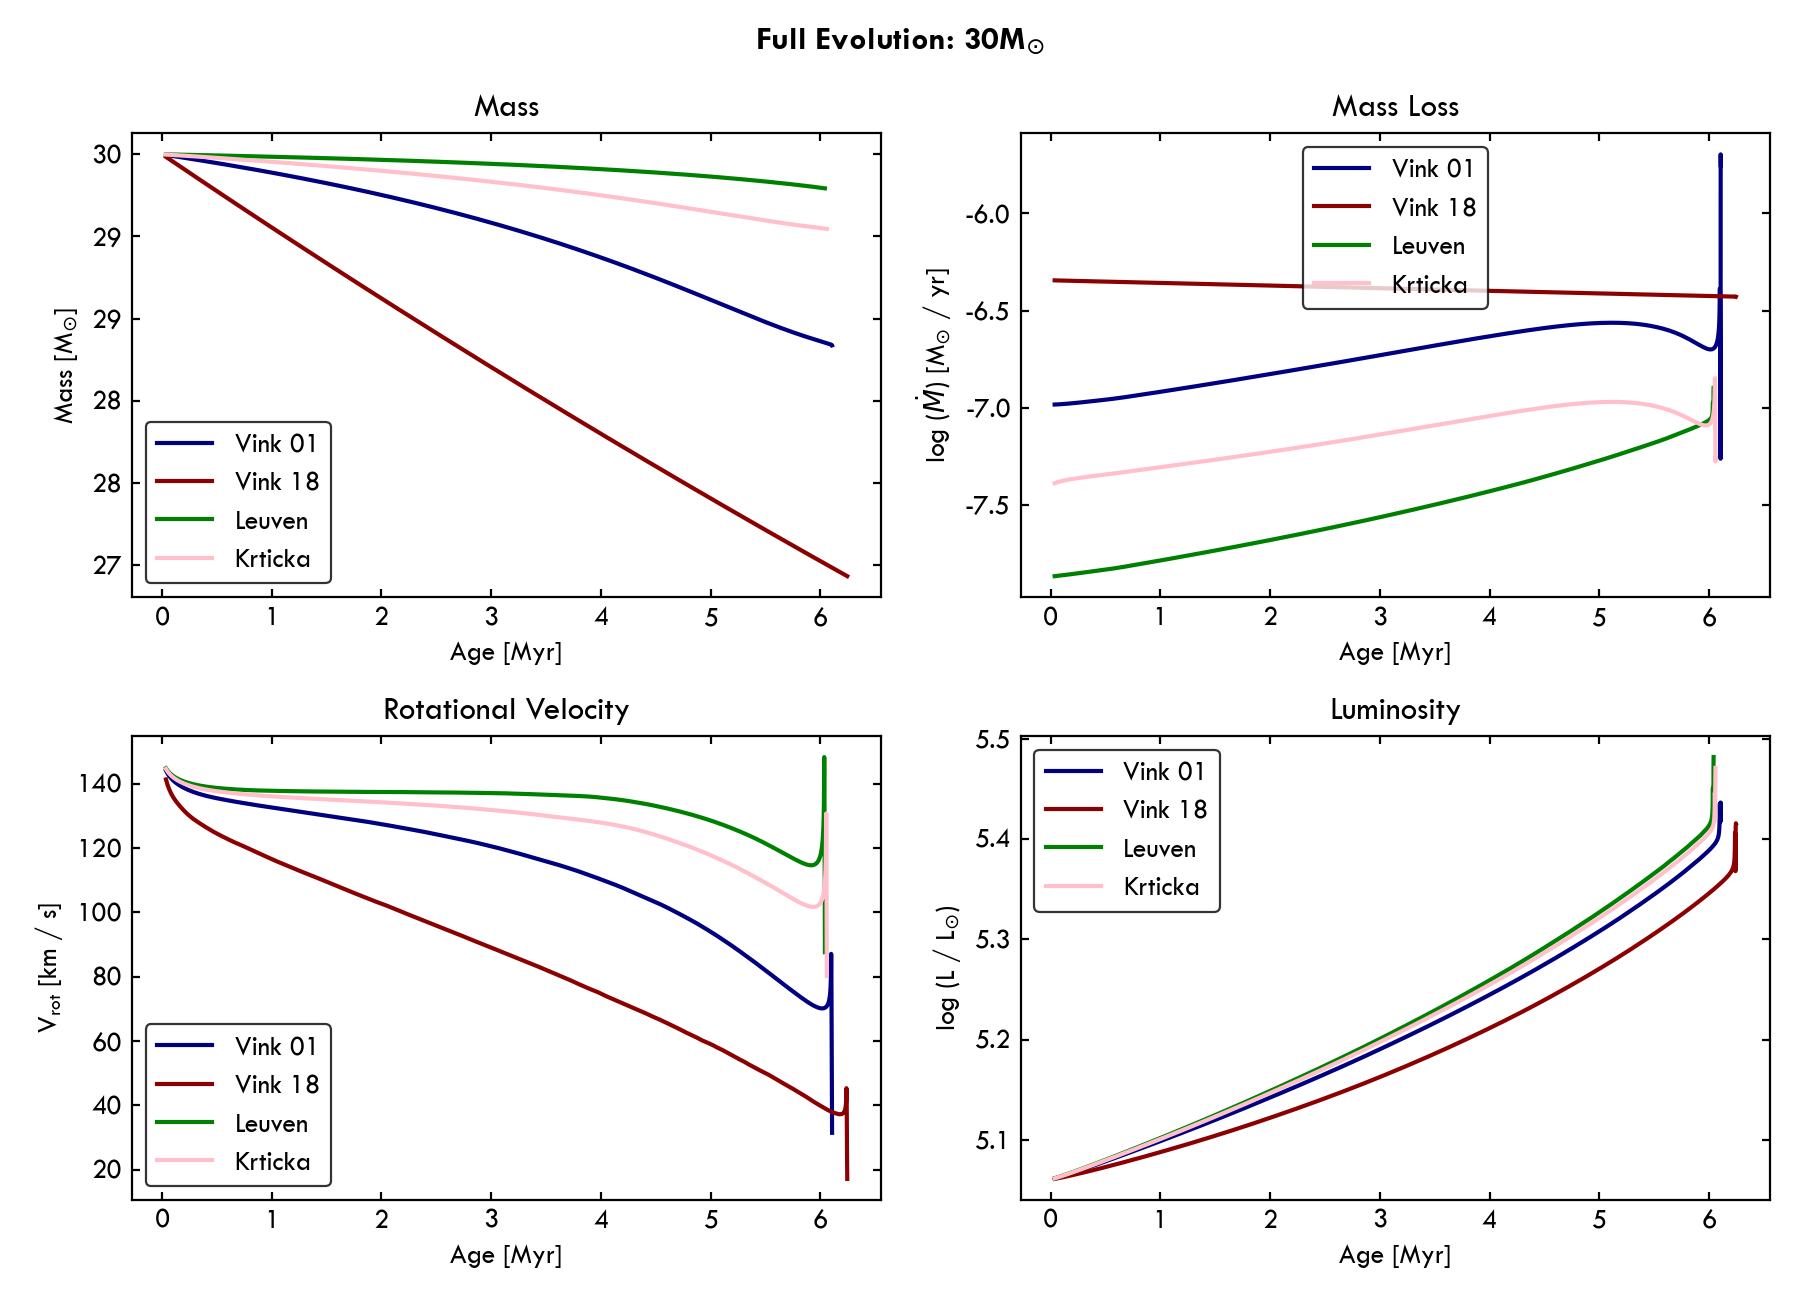 Full Evolution: 30M⊙
Mass
Mass [M⊙]
30
29
29
28
28
27
Vink 01
Vink 18
Leuven
Krticka
0 1 2 3 4 5 6
Age [Myr]
Mass Loss
log (Ṁ) [M⊙ / yr]
-6.0
-6.5
-7.0
-7.5
Vink 01
Vink 18
Leuven
Krticka
0 1 2 3 4 5 6
Age [Myr]
Rotational Velocity
Vrot [km / s]
140
120
100
80
60
40
20
Vink 01
Vink 18
Leuven
Krticka
0 1 2 3 4 5 6
Age [Myr]
Luminosity
log (L / L⊙)
5.5
5.4
5.3
5.2
5.1
Vink 01
Vink 18
Leuven
Krticka
0 1 2 3 4 5 6
Age [Myr]